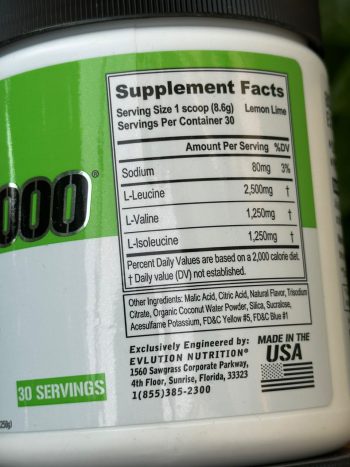 000®
Supplement Facts
Serving Size 1 scoop (8.6g) Lemon Lime
Servings Per Container 30
Amount Per Serving %DV
Sodium 80mg 3%
L-Leucine 2,500mg †
L-Valine 1,250mg †
L-Isoleucine 1,250mg †
Percent Daily Values are based on a 2,000 calorie diet.
† Daily value (DV) not established.
Other Ingredients: Malic Acid, Citric Acid, Natural Flavor, Trisodium
Citrate, Organic Coconut Water Powder, Silica, Sucralose,
Acesulfame Potassium, FD&C Yellow #5, FD&C Blue #1
Exclusively Engineered by:
EVLUTION NUTRITION®
1560 Sawgrass Corporate Parkway,
4th Floor, Sunrise, Florida, 33323
1(855)385-2300
MADE IN THE
USA
30 SERVINGS
258g)